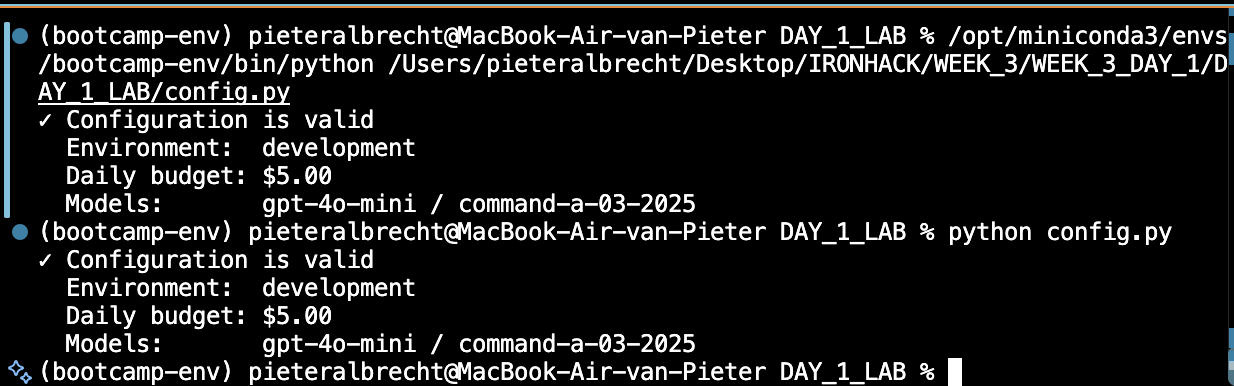 (bootcamp-env) pieteralbrecht@MacBook-Air-van-Pieter DAY_1_LAB % /opt/miniconda3/envs
/bootcamp-env/bin/python /Users/pieteralbrecht/Desktop/IRONHACK/WEEK_3/WEEK_3_DAY_1/D
AY_1_LAB/config.py
✓ Configuration is valid
  Environment:  development
  Daily budget: $5.00
  Models:       gpt-4o-mini / command-a-03-2025
(bootcamp-env) pieteralbrecht@MacBook-Air-van-Pieter DAY_1_LAB % python config.py
✓ Configuration is valid
  Environment:  development
  Daily budget: $5.00
  Models:       gpt-4o-mini / command-a-03-2025
(bootcamp-env) pieteralbrecht@MacBook-Air-van-Pieter DAY_1_LAB %